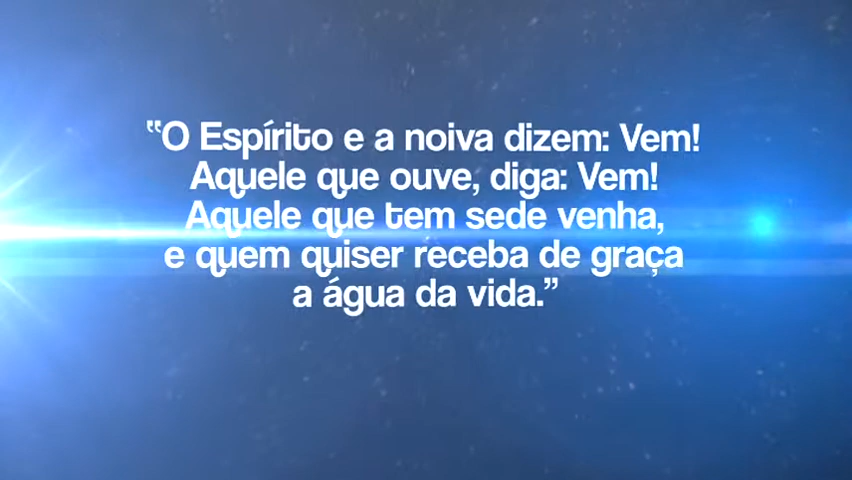 “O Espírito e a noiva dizem: Vem!
Aquele que ouve, diga: Vem!
Aquele que tem sede venha,
e quem quiser receba de graça
a água da vida.”